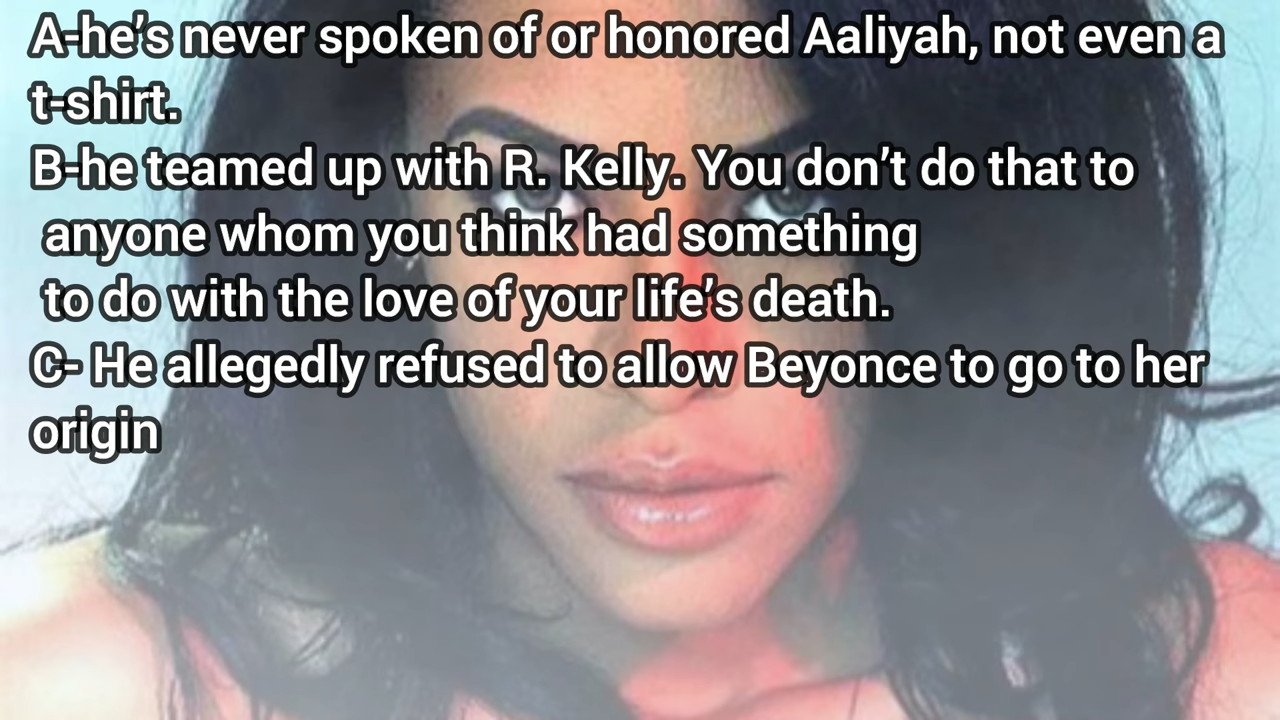 A-he's never spoken of or honored Aaliyah, not even a
t-shirt.
B-he teamed up with R. Kelly. You don't do that to
anyone whom you think had something
to do with the love of your life's death.
C- He allegedly refused to allow Beyonce to go to her
origin